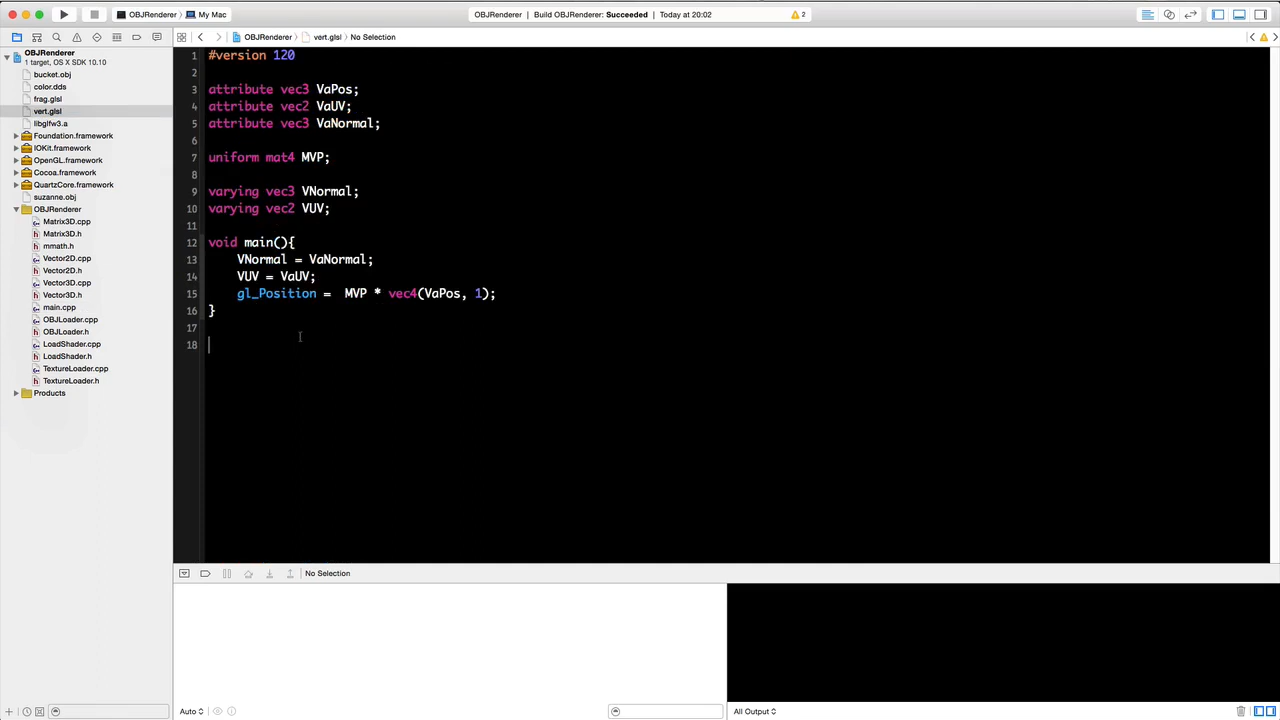 OBJRenderer › My Mac
OBJRenderer | Build OBJRenderer: Succeeded | Today at 20:02
2
OBJRenderer › vert.glsl › No Selection
OBJRenderer
1 target, OS X SDK 10.10
bucket.obj
color.dds
frag.glsl
vert.glsl
libglfw3.a
Foundation.framework
IOKit.framework
OpenGL.framework
Cocoa.framework
QuartzCore.framework
suzanne.obj
OBJRenderer
Matrix3D.cpp
Matrix3D.h
mmath.h
Vector2D.cpp
Vector2D.h
Vector3D.cpp
Vector3D.h
main.cpp
OBJLoader.cpp
OBJLoader.h
LoadShader.cpp
LoadShader.h
TextureLoader.cpp
TextureLoader.h
Products
1 #version 120
2
3 attribute vec3 VaPos;
4 attribute vec2 VaUV;
5 attribute vec3 VaNormal;
6
7 uniform mat4 MVP;
8
9 varying vec3 VNormal;
10 varying vec2 VUV;
11
12 void main(){
13 VNormal = VaNormal;
14 VUV = VaUV;
15 gl_Position =  MVP * vec4(VaPos, 1);
16 }
17
18
No Selection
Auto
All Output